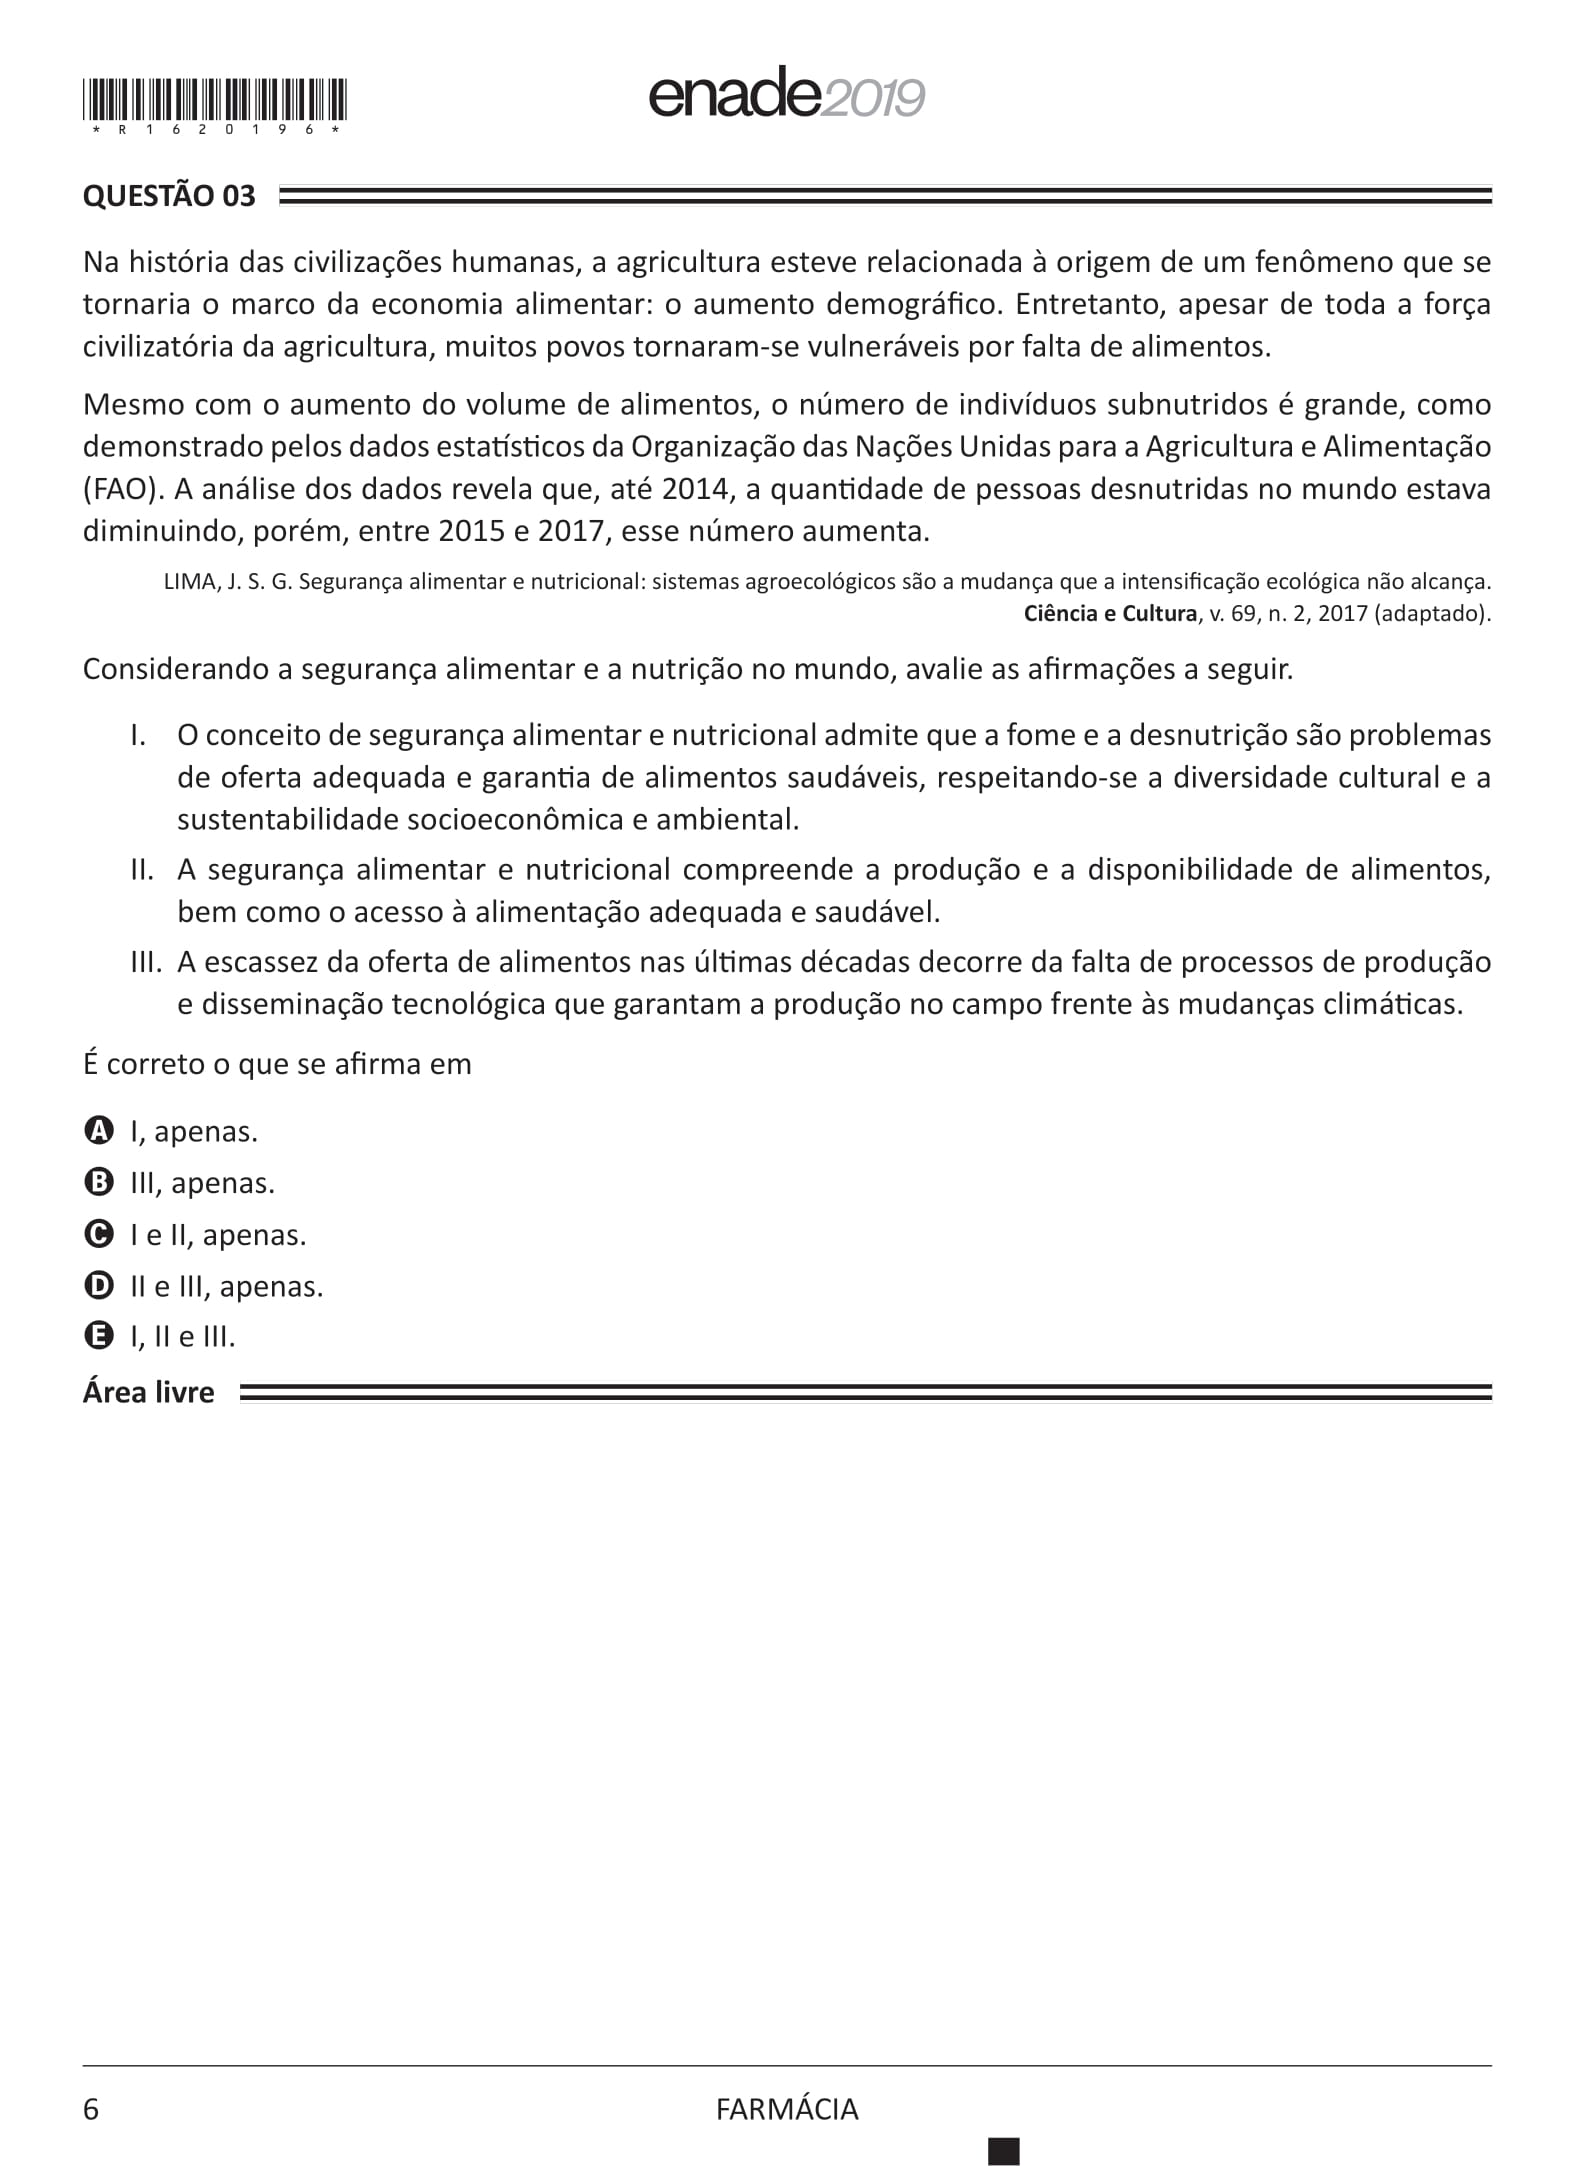 *R1620196*
enade2019
QUESTÃO 03
Na história das civilizações humanas, a agricultura esteve relacionada à origem de um fenômeno que se
tornaria o marco da economia alimentar: o aumento demográfico. Entretanto, apesar de toda a força
civilizatória da agricultura, muitos povos tornaram-se vulneráveis por falta de alimentos.
Mesmo com o aumento do volume de alimentos, o número de indivíduos subnutridos é grande, como
demonstrado pelos dados estatísticos da Organização das Nações Unidas para a Agricultura e Alimentação
(FAO). A análise dos dados revela que, até 2014, a quantidade de pessoas desnutridas no mundo estava
diminuindo, porém, entre 2015 e 2017, esse número aumenta.
LIMA, J. S. G. Segurança alimentar e nutricional: sistemas agroecológicos são a mudança que a intensificação ecológica não alcança.
Ciência e Cultura, v. 69, n. 2, 2017 (adaptado).
Considerando a segurança alimentar e a nutrição no mundo, avalie as afirmações a seguir.
I. O conceito de segurança alimentar e nutricional admite que a fome e a desnutrição são problemas
de oferta adequada e garantia de alimentos saudáveis, respeitando-se a diversidade cultural e a
sustentabilidade socioeconômica e ambiental.
II. A segurança alimentar e nutricional compreende a produção e a disponibilidade de alimentos,
bem como o acesso à alimentação adequada e saudável.
III. A escassez da oferta de alimentos nas últimas décadas decorre da falta de processos de produção
e disseminação tecnológica que garantam a produção no campo frente às mudanças climáticas.
É correto o que se afirma em
A I, apenas.
B III, apenas.
C I e II, apenas.
D II e III, apenas.
E I, II e III.
Área livre
6
FARMÁCIA